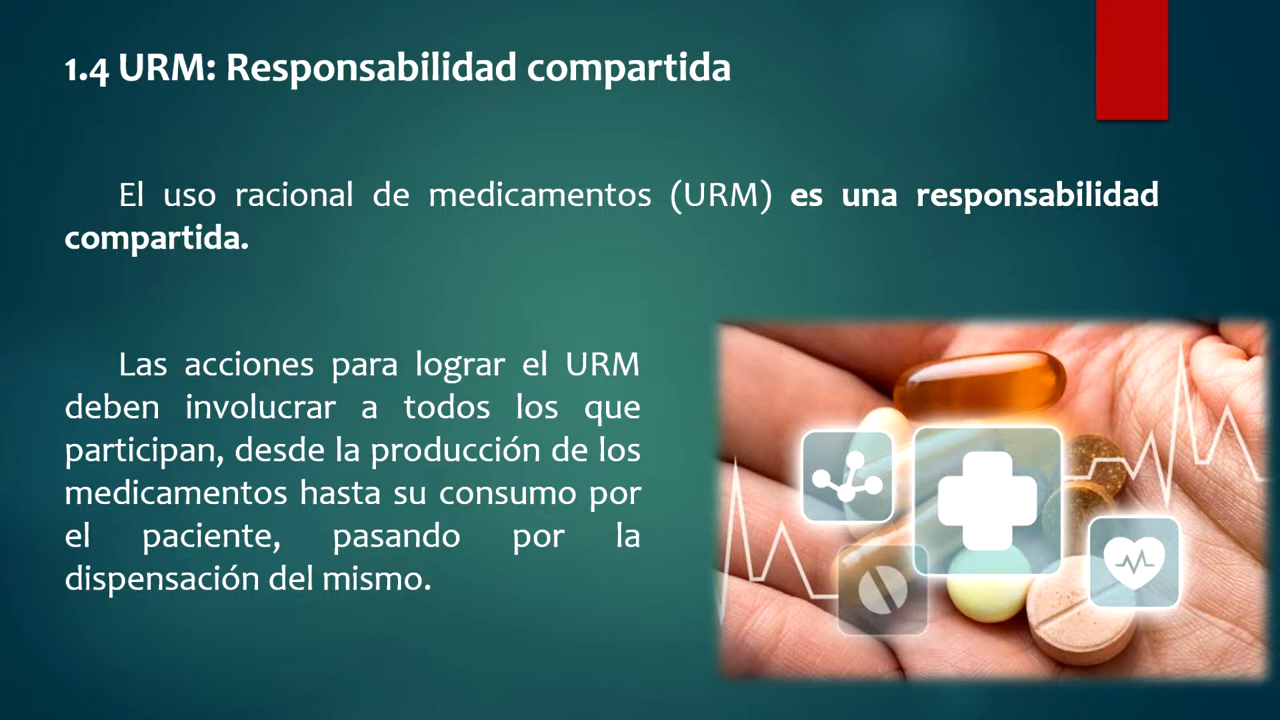 1.4 URM: Responsabilidad compartida
El uso racional de medicamentos (URM) es una responsabilidad
compartida.
Las acciones para lograr el URM
deben involucrar a todos los que
participan, desde la producción de los
medicamentos hasta su consumo por
el paciente, pasando por la
dispensación del mismo.